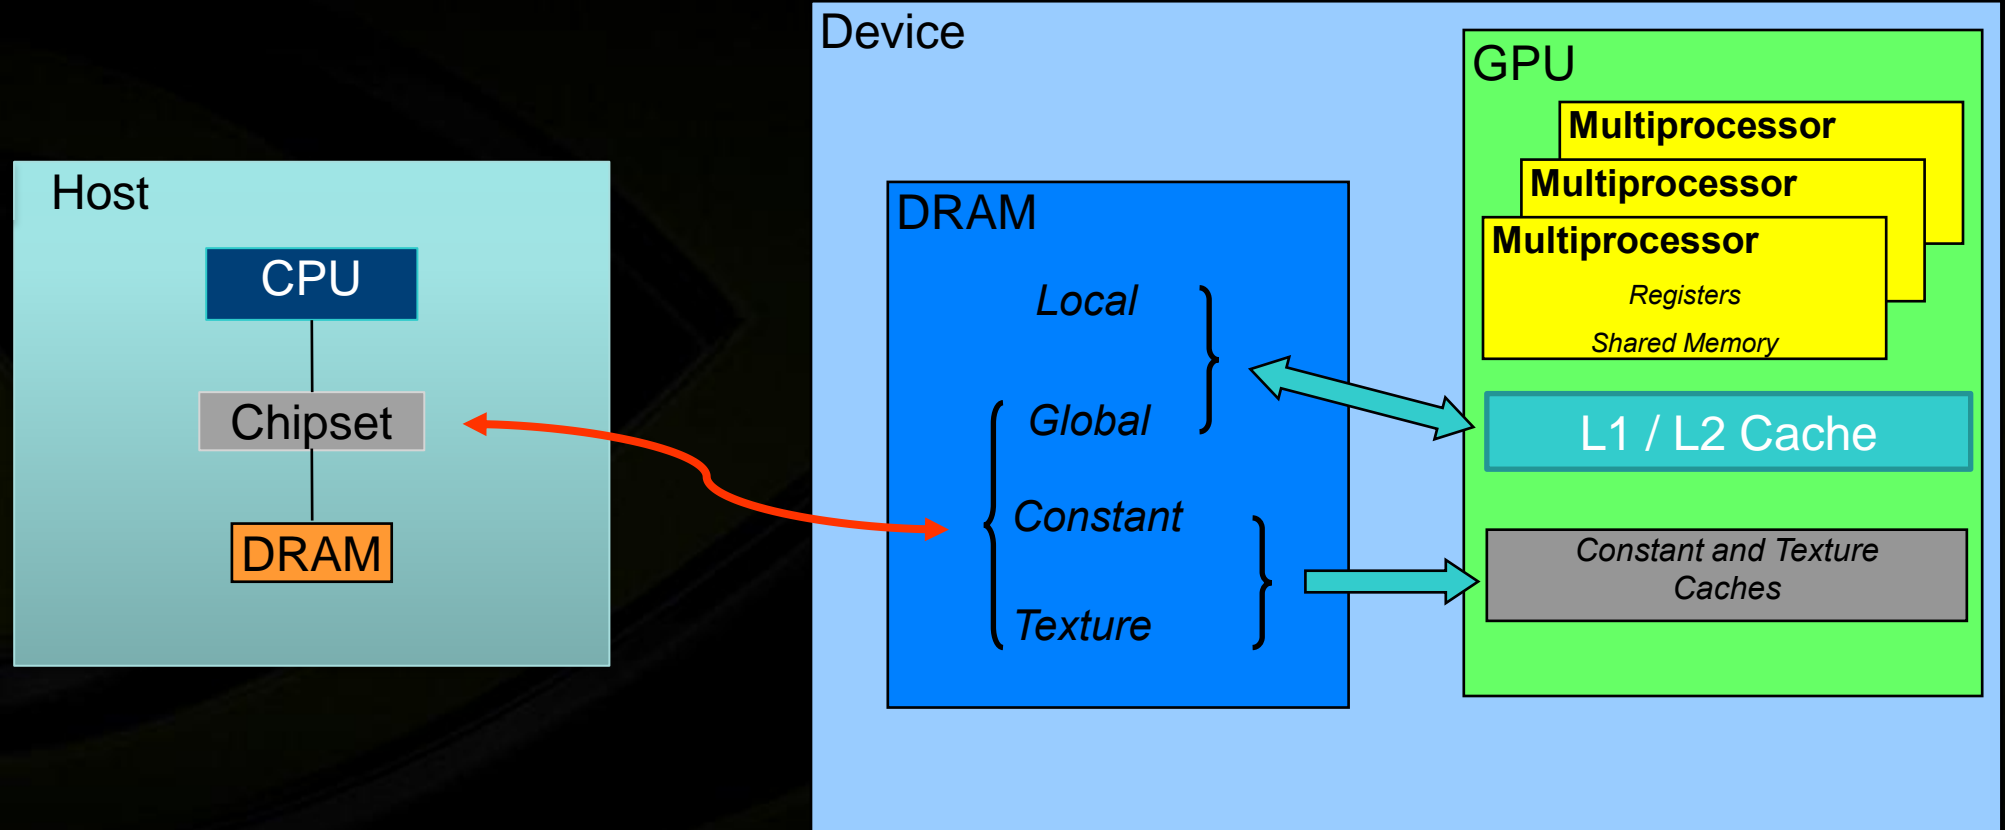 Host
CPU
Chipset
DRAM
Device
DRAM
Local
Global
Constant
Texture
GPU
Multiprocessor
Multiprocessor
Multiprocessor
Registers
Shared Memory
L1 / L2 Cache
Constant and Texture
Caches